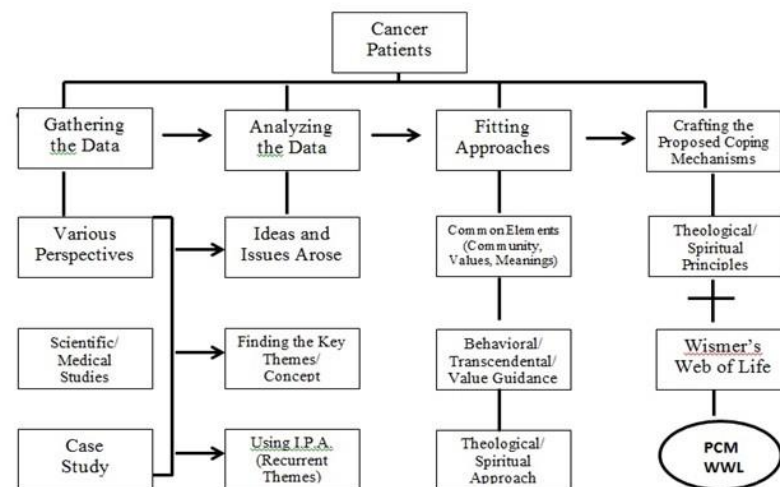 Cancer
Patients
Gathering
the Data
Analyzing
the Data
Fitting
Approaches
Crafting the
Proposed Coping
Mechanisms
Various
Perspectives
Ideas and
Issues Arose
Common Elements
(Community,
Values, Meanings)
Theological/
Spiritual
Principles
Scientific/
Medical
Studies
Finding the Key
Themes/
Concept
Behavioral/
Transcendental/
Value Guidance
Wismer's
Web of Life
Case
Study
Using I.P.A.
(Recurrent
Themes)
Theological/
Spiritual
Approach
PCM
WWL